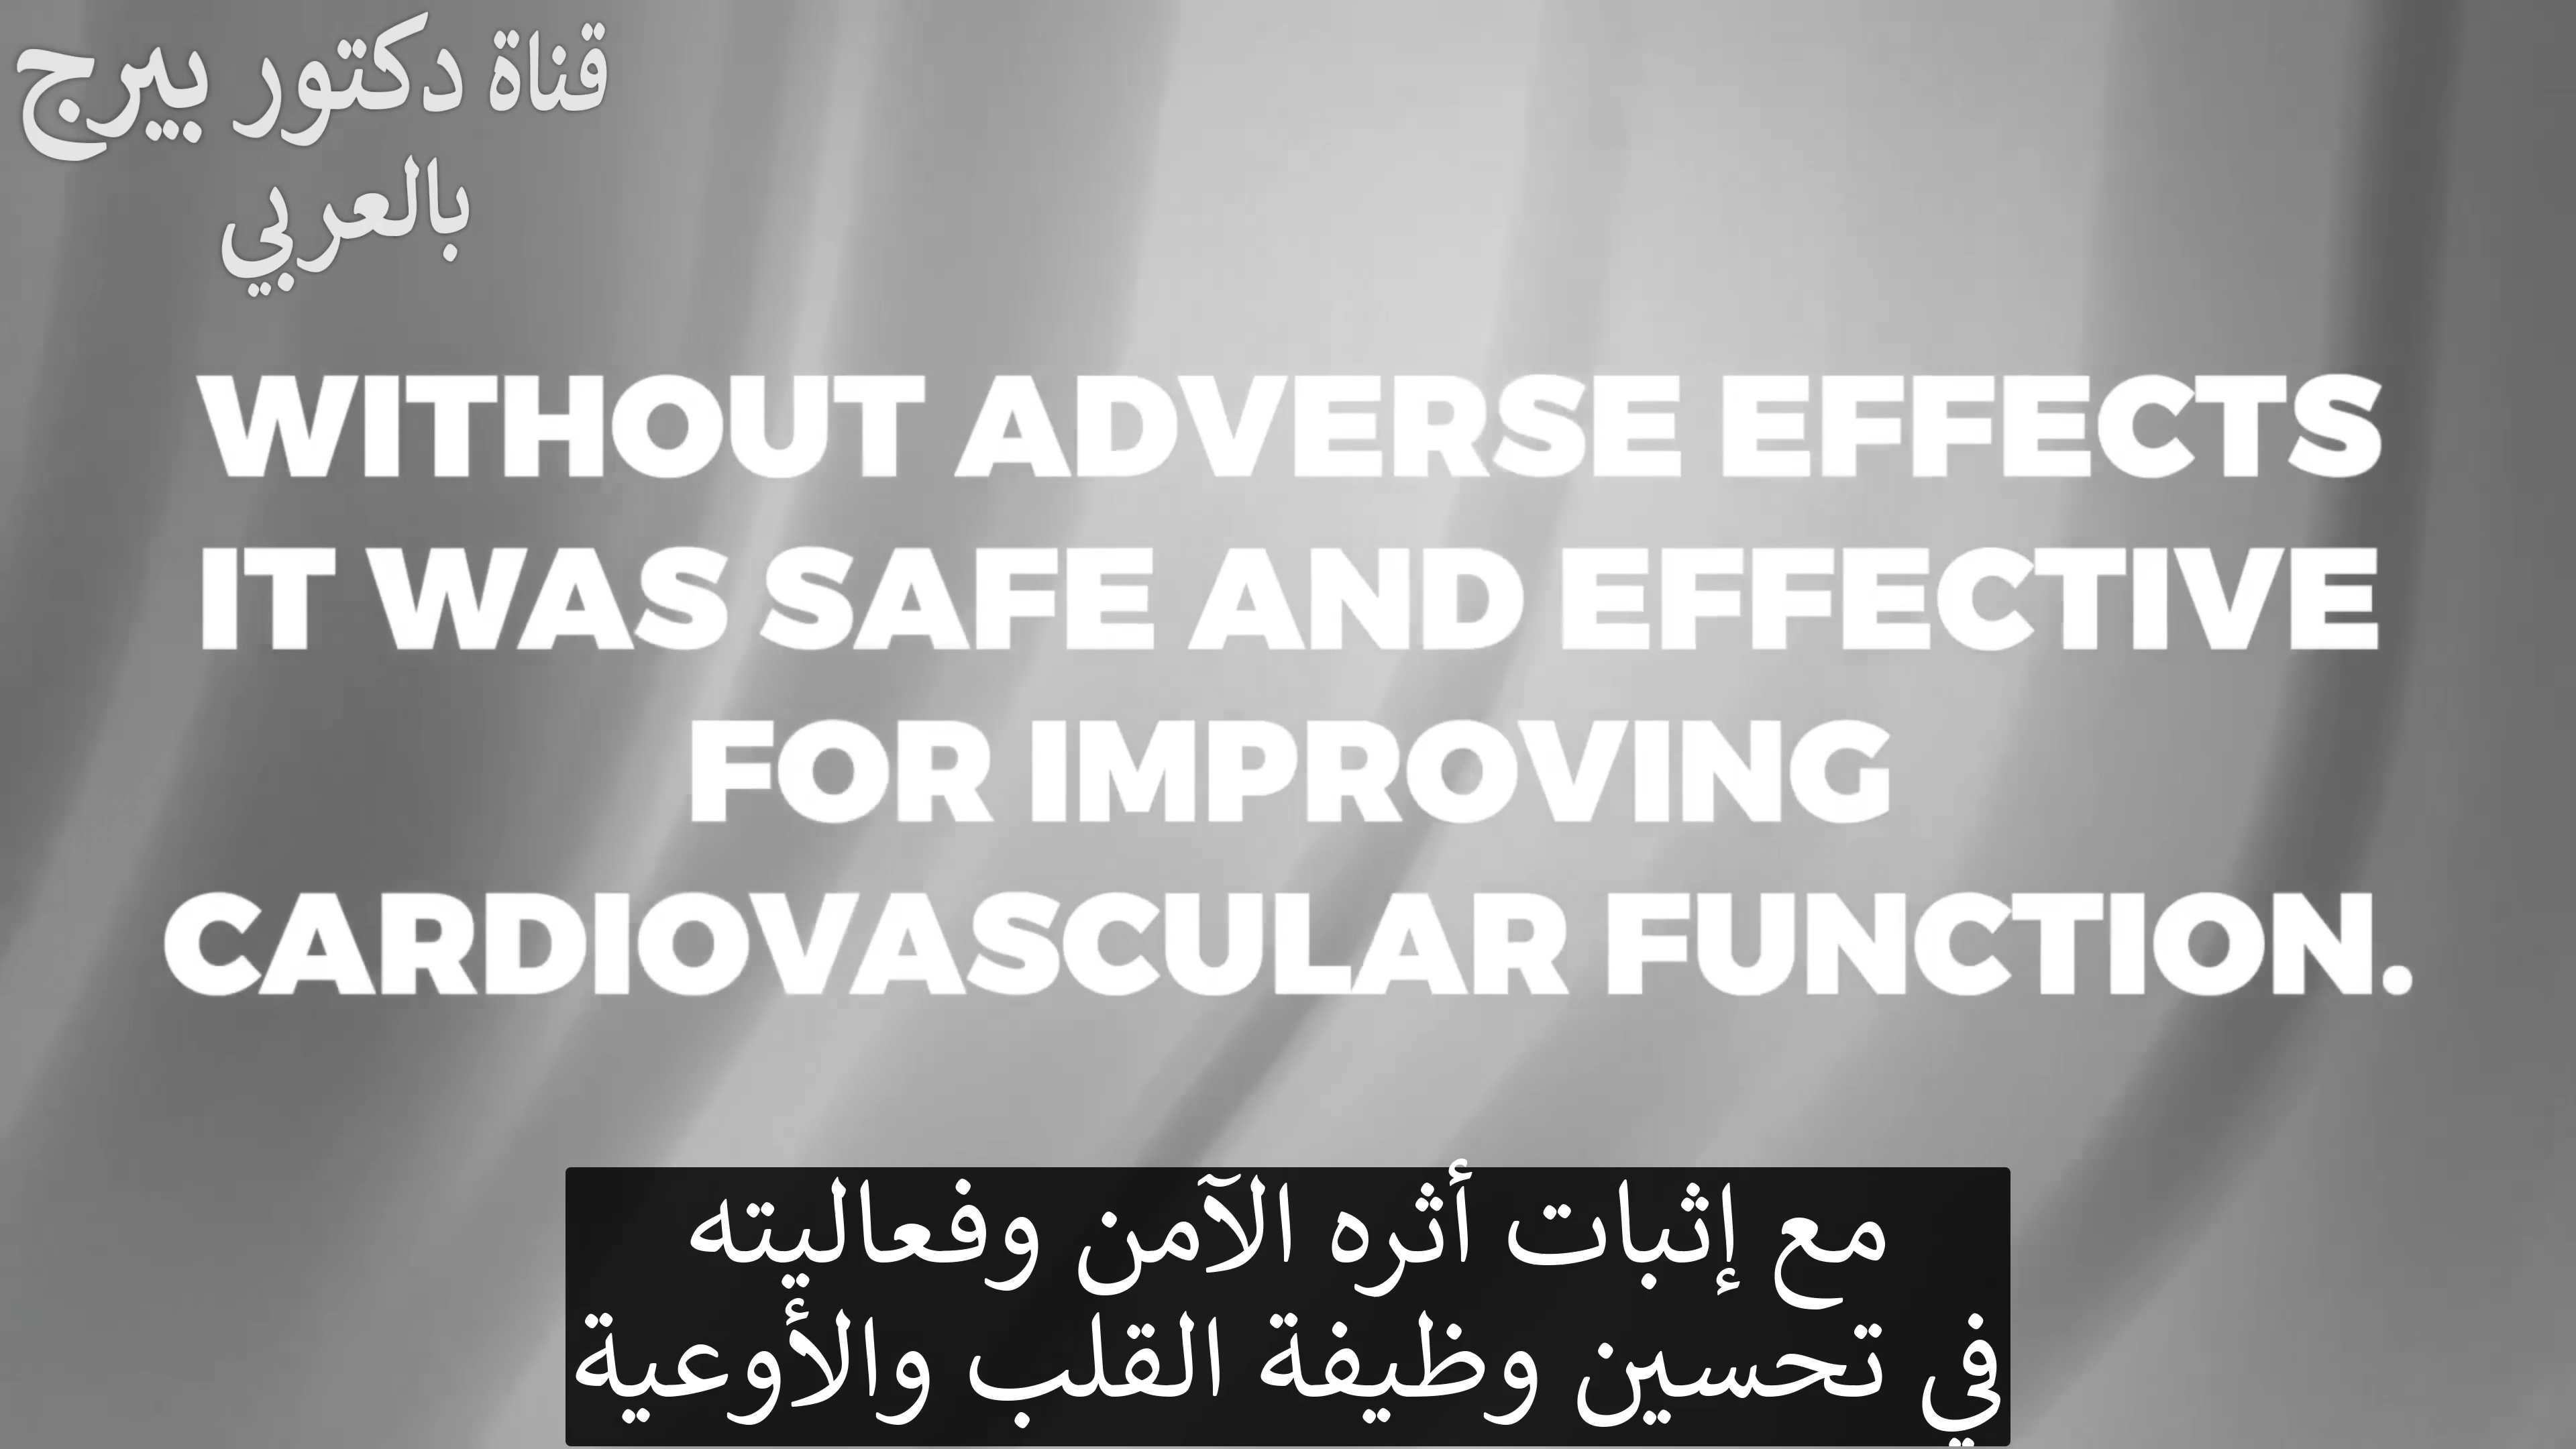 قناة دكتور بيرج
بالعربي
WITHOUT ADVERSE EFFECTS
IT WAS SAFE AND EFFECTIVE
FOR IMPROVING
CARDIOVASCULAR FUNCTION.
مع إثبات أثره الآمن وفعاليته
في تحسين وظيفة القلب والأوعية